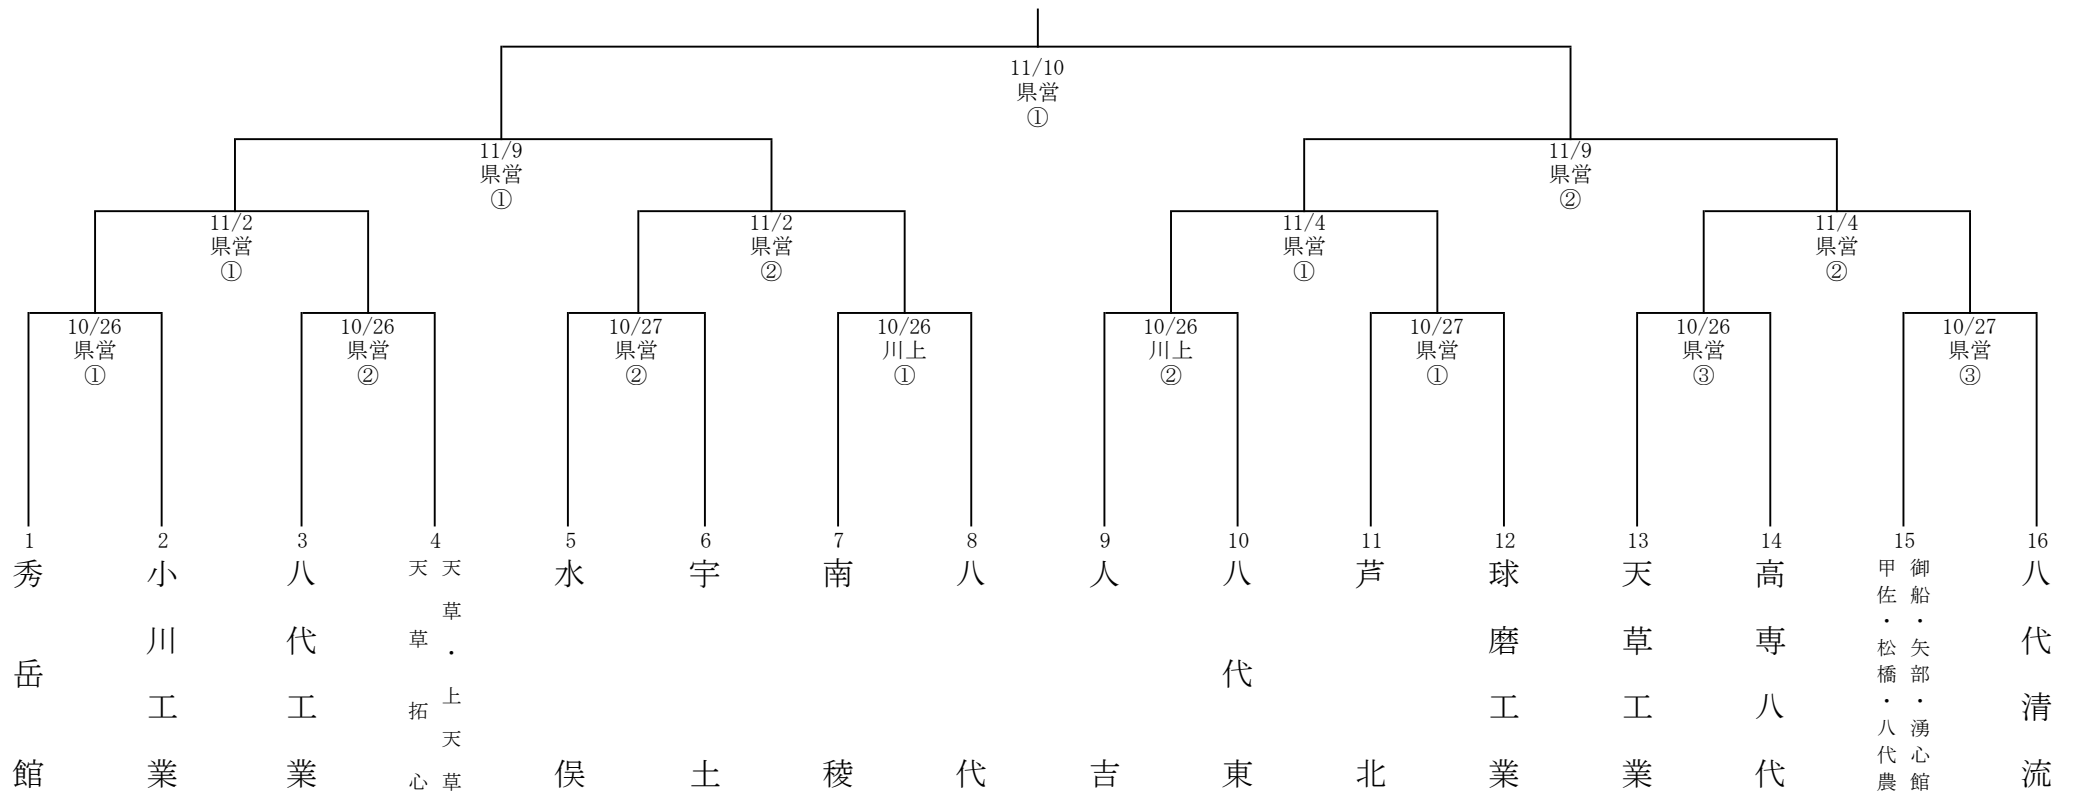 11/10
県営
①
11/9
県営
①
11/9
県営
②
11/2
県営
①
11/2
県営
②
11/4
県営
①
11/4
県営
②
10/26
県営
①
10/26
県営
②
10/27
県営
②
10/26
川上
①
10/26
川上
②
10/27
県営
①
10/26
県営
③
10/27
県営
③
1
秀岳館
2
小川工業
3
八代工業
4
天草・上天草
天草拓心
5
水俣
6
宇土
7
南稜
8
八代
9
人吉
10
八代東
11
芦北
12
球磨工業
13
天草工業
14
高専八代
15
御船・矢部・湧心館
甲佐・松橋・八代農
16
八代清流